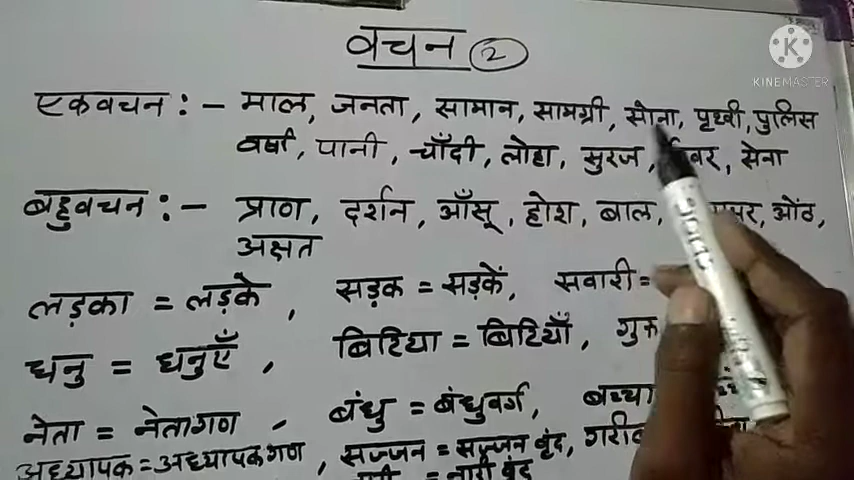 वचन 2
K
KINEMASTER
एकवचन :- माल, जनता, सामान, सामग्री, सोना, पृथ्वी, पुलिस
वर्षा, पानी, चाँदी, लोहा, सुरज, सेना
बहुवचन :- प्राण, दर्शन, आँसू, होश, बाल, ओंठ,
अक्षत
लड़का = लड़के, सड़क = सड़कें, सवारी =
धनु = धनुएँ, बिटिया = बिटियाँ,
नेता = नेतागण, बंधु = बंधुवर्ग, बच्चा
अध्यापक = अध्यापकगण, सज्जन = सज्जन वृंद,
= नारी वृंद